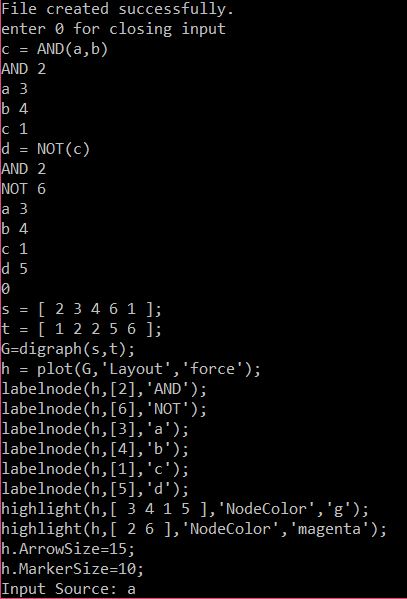 File created successfully.
enter 0 for closing input
c = AND(a,b)
AND 2
a 3
b 4
c 1
d = NOT(c)
AND 2
NOT 6
a 3
b 4
c 1
d 5
0
s = [ 2 3 4 6 1 ];
t = [ 1 2 2 5 6 ];
G=digraph(s,t);
h = plot(G,'Layout','force');
labelnode(h,[2],'AND');
labelnode(h,[6],'NOT');
labelnode(h,[3],'a');
labelnode(h,[4],'b');
labelnode(h,[1],'c');
labelnode(h,[5],'d');
highlight(h,[ 3 4 1 5 ],'NodeColor','g');
highlight(h,[ 2 6 ],'NodeColor','magenta');
h.ArrowSize=15;
h.MarkerSize=10;
Input Source: a